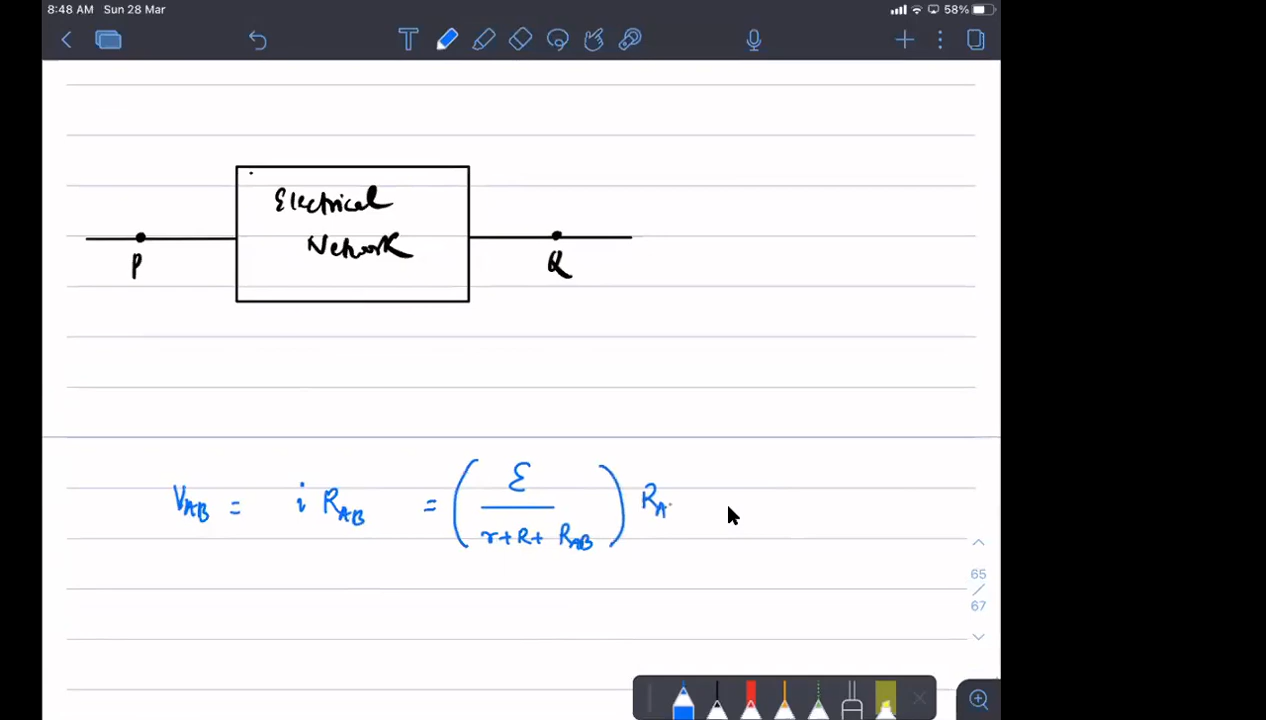 8:48 AM Sun 28 Mar
58%
T
Electrical
Network
P
Q
V_AB = i R_AB = ( ε / r+R+ R_AB ) R_A
65
/
67